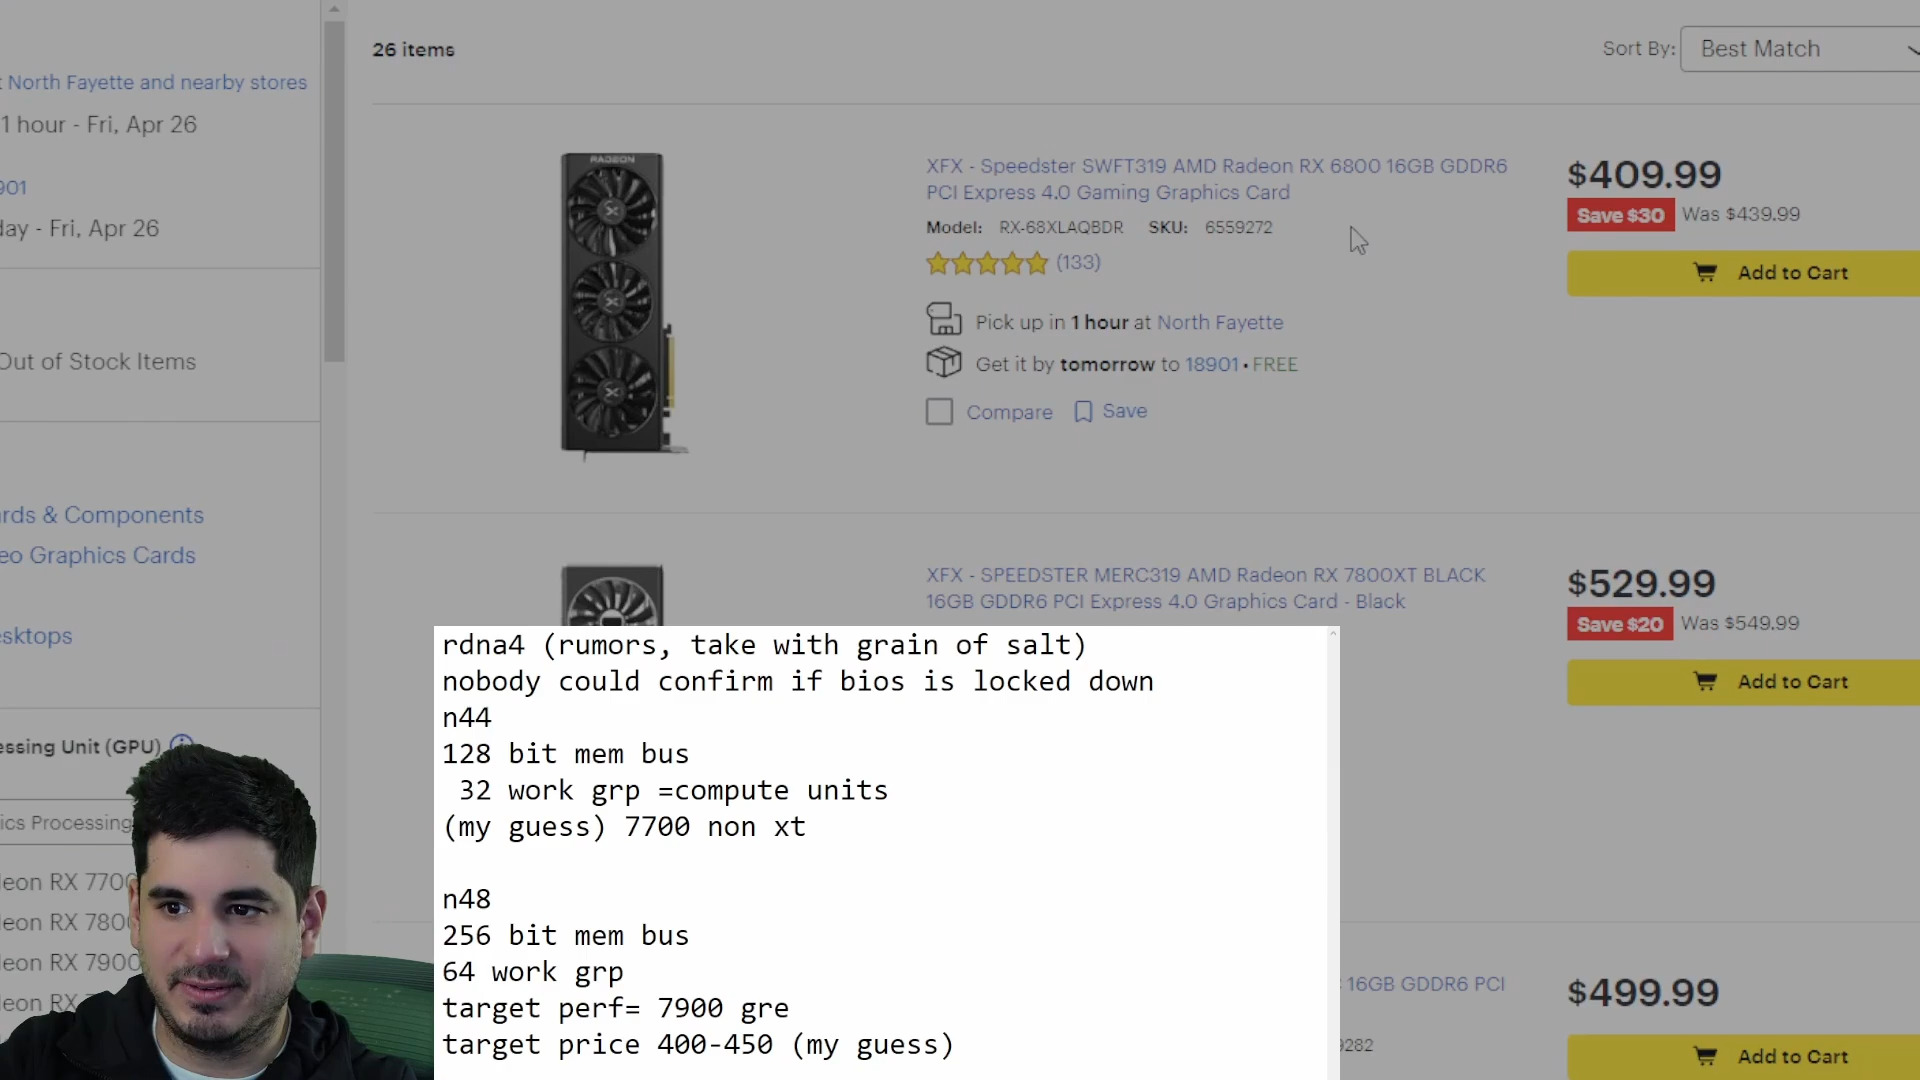 26 items
Sort By:
Best Match
North Fayette and nearby stores
1 hour - Fri, Apr 26
901
day - Fri, Apr 26
Out of Stock Items
rds & Components
eo Graphics Cards
esktops
essing Unit (GPU)
ics Processing
eon RX 770
eon RX 780
eon RX 7900
eon RX
RADEON
XFX - Speedster SWFT319 AMD Radeon RX 6800 16GB GDDR6
PCI Express 4.0 Gaming Graphics Card
Model: RX-68XLAQBDR SKU: 6559272
(133)
Pick up in 1 hour at North Fayette
Get it by tomorrow to 18901 • FREE
Compare
Save
$409.99
Save $30 Was $439.99
Add to Cart
XFX - SPEEDSTER MERC319 AMD Radeon RX 7800XT BLACK
16GB GDDR6 PCI Express 4.0 Graphics Card - Black
$529.99
Save $20 Was $549.99
Add to Cart
16GB GDDR6 PCI
9282
$499.99
Add to Cart
rdna4 (rumors, take with grain of salt)
nobody could confirm if bios is locked down
n44
128 bit mem bus
32 work grp =compute units
(my guess) 7700 non xt
n48
256 bit mem bus
64 work grp
target perf= 7900 gre
target price 400-450 (my guess)